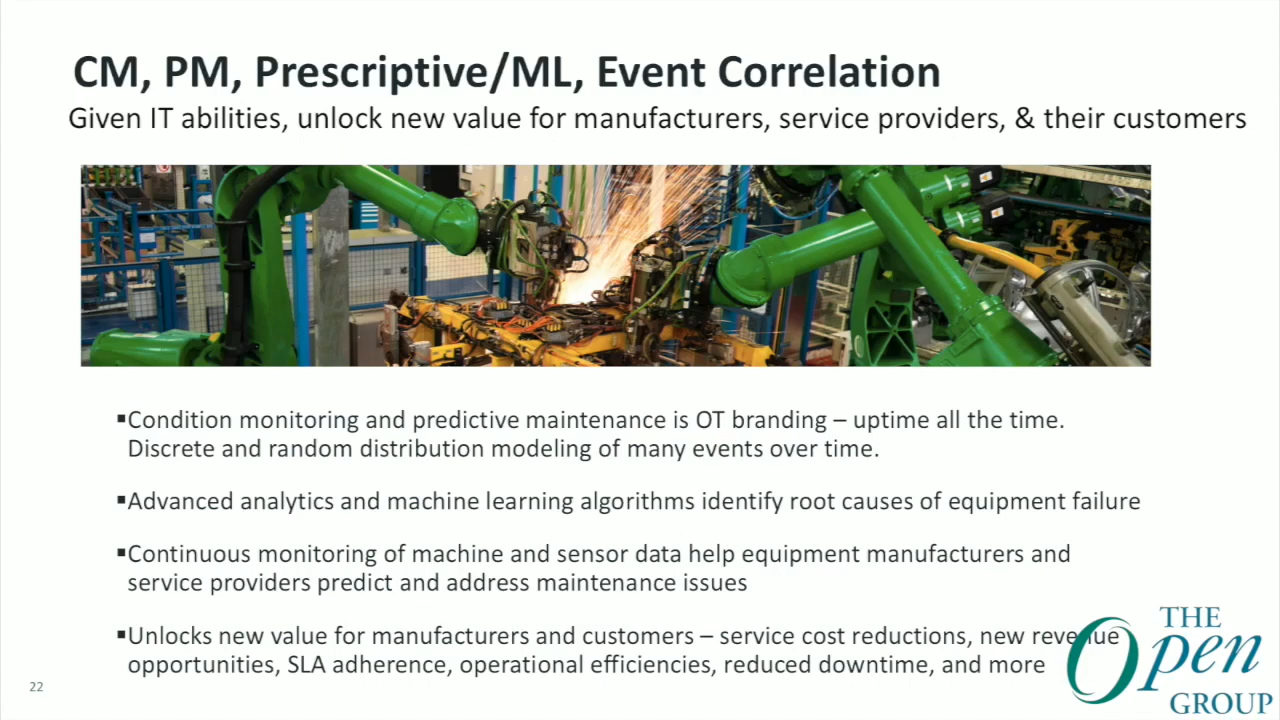 CM, PM, Prescriptive/ML, Event Correlation
Given IT abilities, unlock new value for manufacturers, service providers, & their customers
▪Condition monitoring and predictive maintenance is OT branding – uptime all the time.
Discrete and random distribution modeling of many events over time.
▪Advanced analytics and machine learning algorithms identify root causes of equipment failure
▪Continuous monitoring of machine and sensor data help equipment manufacturers and
service providers predict and address maintenance issues
▪Unlocks new value for manufacturers and customers – service cost reductions, new revenue
opportunities, SLA adherence, operational efficiencies, reduced downtime, and more
22
THE
Open
GROUP